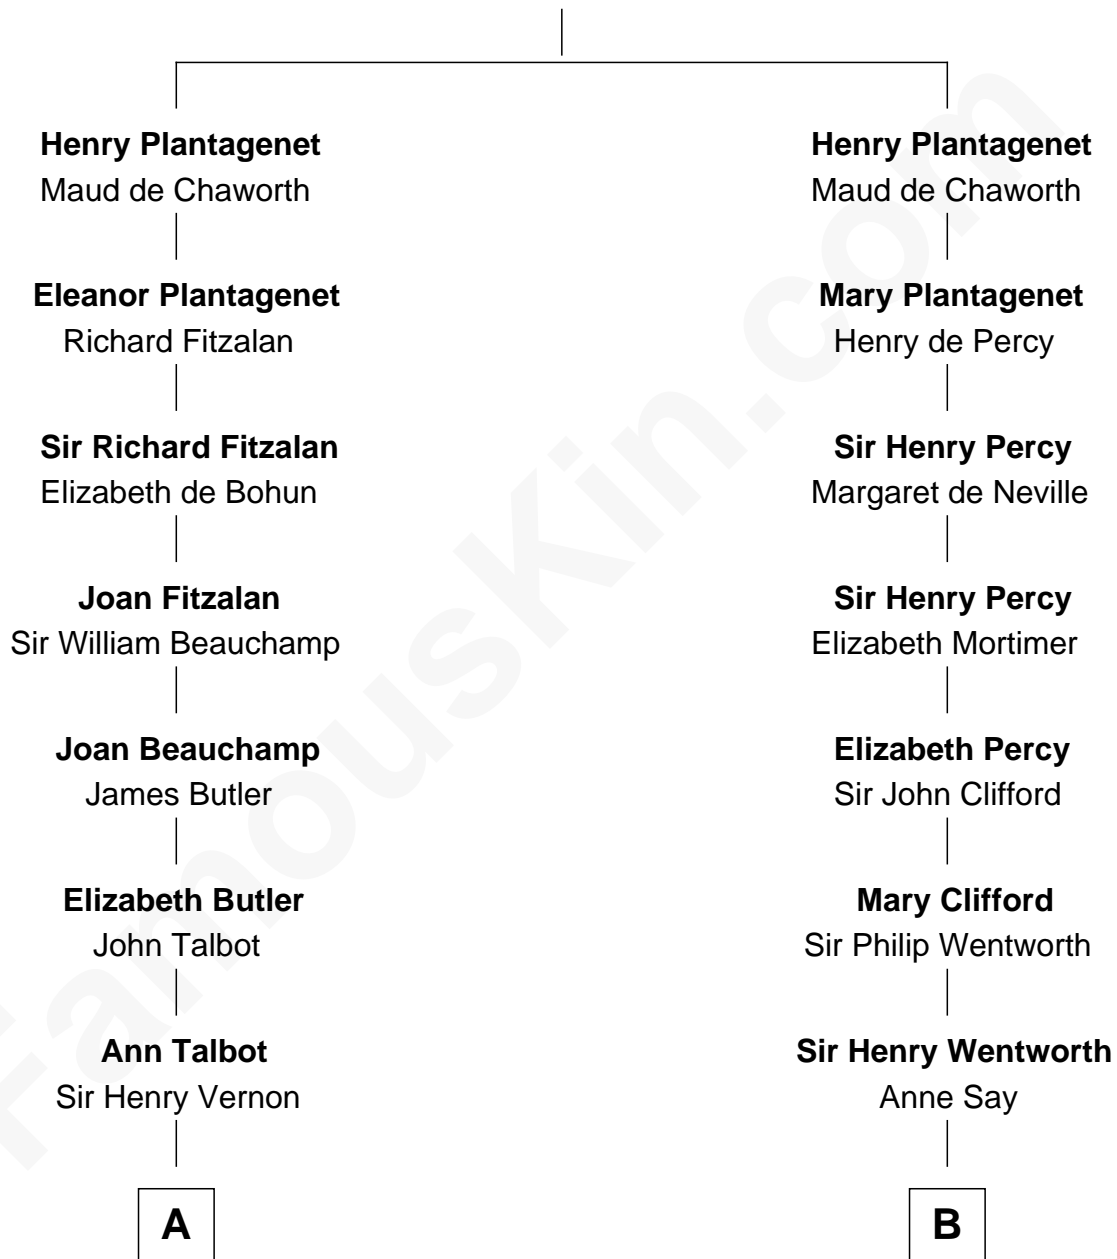 Henry Plantagenet
Maud de Chaworth
Eleanor Plantagenet
Richard Fitzalan
Sir Richard Fitzalan
Elizabeth de Bohun
Joan Fitzalan
Sir William Beauchamp
Joan Beauchamp
James Butler
Elizabeth Butler
John Talbot
Ann Talbot
Sir Henry Vernon
A
Henry Plantagenet
Maud de Chaworth
Mary Plantagenet
Henry de Percy
Sir Henry Percy
Margaret de Neville
Sir Henry Percy
Elizabeth Mortimer
Elizabeth Percy
Sir John Clifford
Mary Clifford
Sir Philip Wentworth
Sir Henry Wentworth
Anne Say
B
FamousKin.com